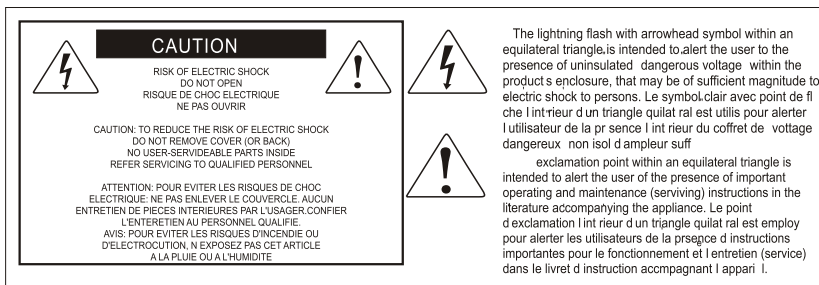 CAUTION
RISK OF ELECTRIC SHOCK
DO NOT OPEN
RISQUE DE CHOC ELECTRIQUE
NE PAS OUVRIR
CAUTION: TO REDUCE THE RISK OF ELECTRIC SHOCK
DO NOT REMOVE COVER (OR BACK)
NO USER-SERVIDEABLE PARTS INSIDE
REFER SERVICING TO QUALIFIED PERSONNEL
ATTENTION: POUR EVITER LES RISQUES DE CHOC
ELECTRIQUE: NE PAS ENLEVER LE COUVERCLE. AUCUN
ENTRETIEN DE PIECES INTERIEURES PAR L'USAGER.CONFIER
L'ENTERETIEN AU PERSONNEL QUALIFIE.
AVIS: POUR EVITER LES RISQUES D'INCENDIE OU
D'ELECTROCUTION, N EXPOSEZ PAS CET ARTICLE
A LA PLUIE OU A L'HUMIDITE
The lightning flash with arrowhead symbol within an
equilateral triangle.is intended to.alert the user to the
presence of uninsulated dangerous voltage within the
product s enclosure, that may be of sufficient magnitude to
electric shock to persons. Le symbol.clair avec point de fl
che l int rieur d un triangle quilat ral est utilis pour alerter
l utilisateur de la pr sence l int rieur du coffret de vottage
dangereux non isol d ampleur suff
exclamation point within an equilateral triangle is
intended to alert the user of the presence of important
operating and maintenance (serviving) instructions in the
literature accompanying the appliance. Le point
d exclamation l int rieur d un triangle quilat ral est employ
pour alerter les utilisateurs de la prsence d instructions
importantes pour le fonctionnement et l entretien (service)
dans le livret d instruction accmpagnant l appari l.